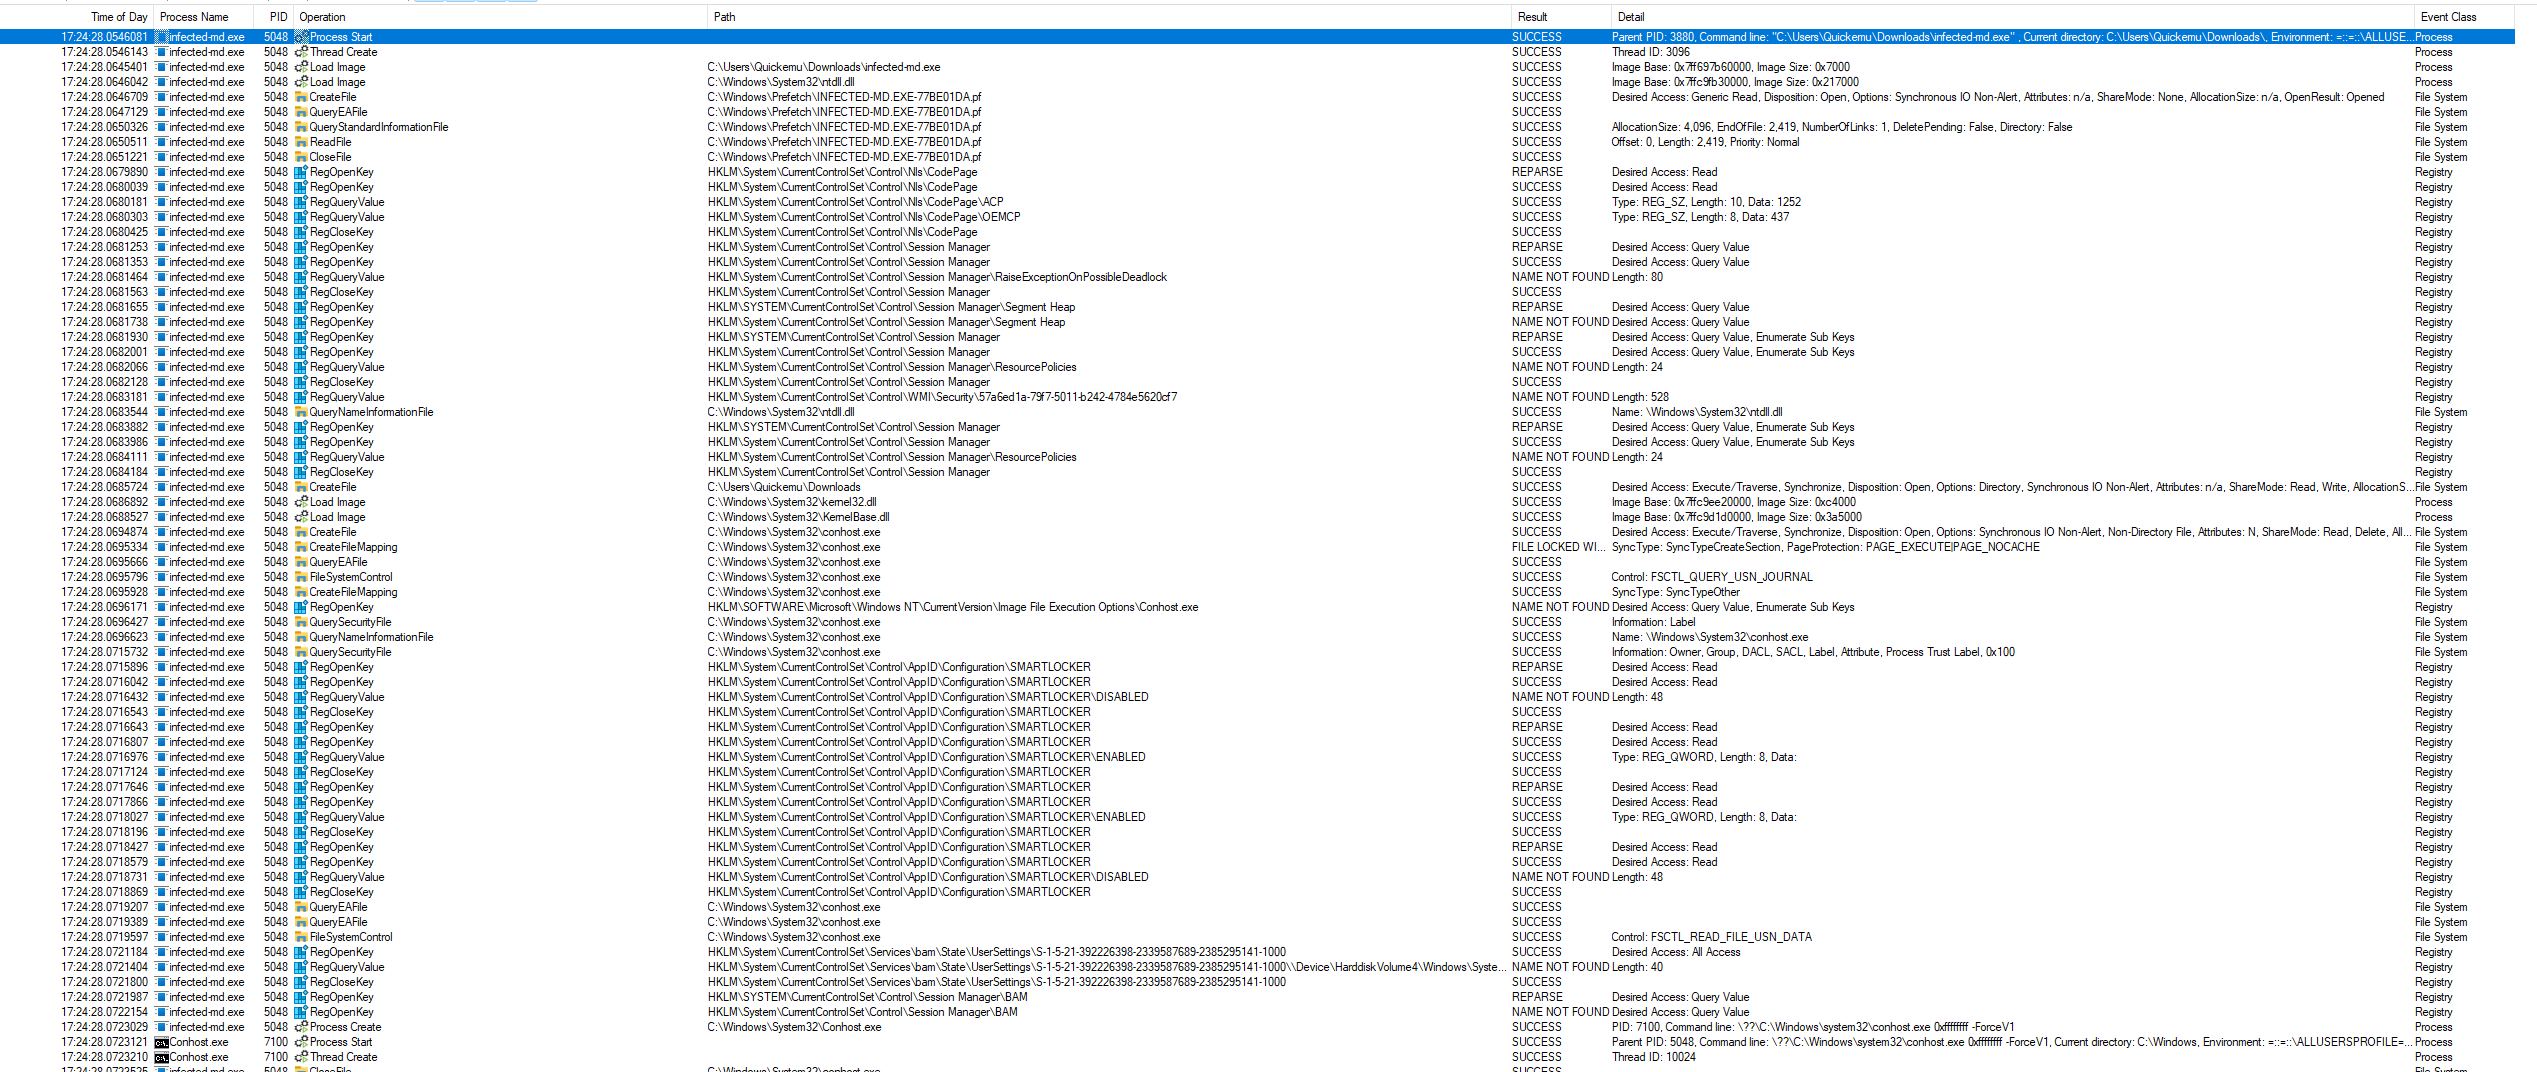 Time of Day Process Name PID Operation Path Result Detail Event Class
17:24:28.0546081 infected-md.exe 5048 Process Start SUCCESS Parent PID: 3880, Command line: "C:\Users\Quickemu\Downloads\infected-md.exe" , Current directory: C:\Users\Quickemu\Downloads\, Environment: =::=::\ALLUSE... Process
17:24:28.0546143 infected-md.exe 5048 Thread Create SUCCESS Thread ID: 3096 Process
17:24:28.0645401 infected-md.exe 5048 Load Image C:\Users\Quickemu\Downloads\infected-md.exe SUCCESS Image Base: 0x7ff697b60000, Image Size: 0x7000 Process
17:24:28.0646042 infected-md.exe 5048 Load Image C:\Windows\System32\ntdll.dll SUCCESS Image Base: 0x7ffc9fb30000, Image Size: 0x217000 Process
17:24:28.0646709 infected-md.exe 5048 CreateFile C:\Windows\Prefetch\INFECTED-MD.EXE-77BE01DA.pf SUCCESS Desired Access: Generic Read, Disposition: Open, Options: Synchronous IO Non-Alert, Attributes: n/a, ShareMode: None, AllocationSize: n/a, OpenResult: Opened File System
17:24:28.0647129 infected-md.exe 5048 QueryEAFile C:\Windows\Prefetch\INFECTED-MD.EXE-77BE01DA.pf SUCCESS File System
17:24:28.0650326 infected-md.exe 5048 QueryStandardInformationFile C:\Windows\Prefetch\INFECTED-MD.EXE-77BE01DA.pf SUCCESS AllocationSize: 4,096, EndOfFile: 2,419, NumberOfLinks: 1, DeletePending: False, Directory: False File System
17:24:28.0650511 infected-md.exe 5048 ReadFile C:\Windows\Prefetch\INFECTED-MD.EXE-77BE01DA.pf SUCCESS Offset: 0, Length: 2,419, Priority: Normal File System
17:24:28.0651221 infected-md.exe 5048 CloseFile C:\Windows\Prefetch\INFECTED-MD.EXE-77BE01DA.pf SUCCESS File System
17:24:28.0679890 infected-md.exe 5048 RegOpenKey HKLM\System\CurrentControlSet\Control\Nls\CodePage REPARSE Desired Access: Read Registry
17:24:28.0680039 infected-md.exe 5048 RegOpenKey HKLM\System\CurrentControlSet\Control\Nls\CodePage SUCCESS Desired Access: Read Registry
17:24:28.0680181 infected-md.exe 5048 RegQueryValue HKLM\System\CurrentControlSet\Control\Nls\CodePage\ACP SUCCESS Type: REG_SZ, Length: 10, Data: 1252 Registry
17:24:28.0680303 infected-md.exe 5048 RegQueryValue HKLM\System\CurrentControlSet\Control\Nls\CodePage\OEMCP SUCCESS Type: REG_SZ, Length: 8, Data: 437 Registry
17:24:28.0680425 infected-md.exe 5048 RegCloseKey HKLM\System\CurrentControlSet\Control\Nls\CodePage SUCCESS Registry
17:24:28.0681253 infected-md.exe 5048 RegOpenKey HKLM\System\CurrentControlSet\Control\Session Manager REPARSE Desired Access: Query Value Registry
17:24:28.0681353 infected-md.exe 5048 RegOpenKey HKLM\System\CurrentControlSet\Control\Session Manager SUCCESS Desired Access: Query Value Registry
17:24:28.0681464 infected-md.exe 5048 RegQueryValue HKLM\System\CurrentControlSet\Control\Session Manager\RaiseExceptionOnPossibleDeadlock NAME NOT FOUND Length: 80 Registry
17:24:28.0681563 infected-md.exe 5048 RegCloseKey HKLM\System\CurrentControlSet\Control\Session Manager SUCCESS Registry
17:24:28.0681655 infected-md.exe 5048 RegOpenKey HKLM\SYSTEM\CurrentControlSet\Control\Session Manager\Segment Heap REPARSE Desired Access: Query Value Registry
17:24:28.0681738 infected-md.exe 5048 RegOpenKey HKLM\System\CurrentControlSet\Control\Session Manager\Segment Heap NAME NOT FOUND Desired Access: Query Value Registry
17:24:28.0681930 infected-md.exe 5048 RegOpenKey HKLM\SYSTEM\CurrentControlSet\Control\Session Manager REPARSE Desired Access: Query Value, Enumerate Sub Keys Registry
17:24:28.0682001 infected-md.exe 5048 RegOpenKey HKLM\System\CurrentControlSet\Control\Session Manager SUCCESS Desired Access: Query Value, Enumerate Sub Keys Registry
17:24:28.0682066 infected-md.exe 5048 RegQueryValue HKLM\System\CurrentControlSet\Control\Session Manager\ResourcePolicies NAME NOT FOUND Length: 24 Registry
17:24:28.0682128 infected-md.exe 5048 RegCloseKey HKLM\System\CurrentControlSet\Control\Session Manager SUCCESS Registry
17:24:28.0683181 infected-md.exe 5048 RegQueryValue HKLM\System\CurrentControlSet\Control\WMI\Security\57a6ed1a-79f7-5011-b242-4784e5620cf7 NAME NOT FOUND Length: 528 Registry
17:24:28.0683544 infected-md.exe 5048 QueryNameInformationFile C:\Windows\System32\ntdll.dll SUCCESS Name: \Windows\System32\ntdll.dll File System
17:24:28.0683882 infected-md.exe 5048 RegOpenKey HKLM\SYSTEM\CurrentControlSet\Control\Session Manager REPARSE Desired Access: Query Value, Enumerate Sub Keys Registry
17:24:28.0683986 infected-md.exe 5048 RegOpenKey HKLM\System\CurrentControlSet\Control\Session Manager SUCCESS Desired Access: Query Value, Enumerate Sub Keys Registry
17:24:28.0684111 infected-md.exe 5048 RegQueryValue HKLM\System\CurrentControlSet\Control\Session Manager\ResourcePolicies NAME NOT FOUND Length: 24 Registry
17:24:28.0684184 infected-md.exe 5048 RegCloseKey HKLM\System\CurrentControlSet\Control\Session Manager SUCCESS Registry
17:24:28.0685724 infected-md.exe 5048 CreateFile C:\Users\Quickemu\Downloads SUCCESS Desired Access: Execute/Traverse, Synchronize, Disposition: Open, Options: Directory, Synchronous IO Non-Alert, Attributes: n/a, ShareMode: Read, Write, AllocationS... File System
17:24:28.0686892 infected-md.exe 5048 Load Image C:\Windows\System32\kernel32.dll SUCCESS Image Base: 0x7ffc9ee20000, Image Size: 0xc4000 Process
17:24:28.0688527 infected-md.exe 5048 Load Image C:\Windows\System32\KernelBase.dll SUCCESS Image Base: 0x7ffc9d1d0000, Image Size: 0x3a5000 Process
17:24:28.0694874 infected-md.exe 5048 CreateFile C:\Windows\System32\conhost.exe SUCCESS Desired Access: Execute/Traverse, Synchronize, Disposition: Open, Options: Synchronous IO Non-Alert, Non-Directory File, Attributes: N, ShareMode: Read, Delete, All... File System
17:24:28.0695334 infected-md.exe 5048 CreateFileMapping C:\Windows\System32\conhost.exe FILE LOCKED WI... SyncType: SyncTypeCreateSection, PageProtection: PAGE_EXECUTE|PAGE_NOCACHE File System
17:24:28.0695666 infected-md.exe 5048 QueryEAFile C:\Windows\System32\conhost.exe SUCCESS File System
17:24:28.0695796 infected-md.exe 5048 FileSystemControl C:\Windows\System32\conhost.exe SUCCESS Control: FSCTL_QUERY_USN_JOURNAL File System
17:24:28.0695928 infected-md.exe 5048 CreateFileMapping C:\Windows\System32\conhost.exe SUCCESS SyncType: SyncTypeOther File System
17:24:28.0696171 infected-md.exe 5048 RegOpenKey HKLM\SOFTWARE\Microsoft\Windows NT\CurrentVersion\Image File Execution Options\Conhost.exe NAME NOT FOUND Desired Access: Query Value, Enumerate Sub Keys Registry
17:24:28.0696427 infected-md.exe 5048 QuerySecurityFile C:\Windows\System32\conhost.exe SUCCESS Information: Label File System
17:24:28.0696623 infected-md.exe 5048 QueryNameInformationFile C:\Windows\System32\conhost.exe SUCCESS Name: \Windows\System32\conhost.exe File System
17:24:28.0715732 infected-md.exe 5048 QuerySecurityFile C:\Windows\System32\conhost.exe SUCCESS Information: Owner, Group, DACL, SACL, Label, Attribute, Process Trust Label, 0x100 File System
17:24:28.0715896 infected-md.exe 5048 RegOpenKey HKLM\System\CurrentControlSet\Control\AppID\Configuration\SMARTLOCKER REPARSE Desired Access: Read Registry
17:24:28.0716042 infected-md.exe 5048 RegOpenKey HKLM\System\CurrentControlSet\Control\AppID\Configuration\SMARTLOCKER SUCCESS Desired Access: Read Registry
17:24:28.0716432 infected-md.exe 5048 RegQueryValue HKLM\System\CurrentControlSet\Control\AppID\Configuration\SMARTLOCKER\DISABLED NAME NOT FOUND Length: 48 Registry
17:24:28.0716543 infected-md.exe 5048 RegCloseKey HKLM\System\CurrentControlSet\Control\AppID\Configuration\SMARTLOCKER SUCCESS Registry
17:24:28.0716643 infected-md.exe 5048 RegOpenKey HKLM\System\CurrentControlSet\Control\AppID\Configuration\SMARTLOCKER REPARSE Desired Access: Read Registry
17:24:28.0716807 infected-md.exe 5048 RegOpenKey HKLM\System\CurrentControlSet\Control\AppID\Configuration\SMARTLOCKER SUCCESS Desired Access: Read Registry
17:24:28.0716976 infected-md.exe 5048 RegQueryValue HKLM\System\CurrentControlSet\Control\AppID\Configuration\SMARTLOCKER\ENABLED SUCCESS Type: REG_QWORD, Length: 8, Data: Registry
17:24:28.0717124 infected-md.exe 5048 RegCloseKey HKLM\System\CurrentControlSet\Control\AppID\Configuration\SMARTLOCKER SUCCESS Registry
17:24:28.0717646 infected-md.exe 5048 RegOpenKey HKLM\System\CurrentControlSet\Control\AppID\Configuration\SMARTLOCKER REPARSE Desired Access: Read Registry
17:24:28.0717866 infected-md.exe 5048 RegOpenKey HKLM\System\CurrentControlSet\Control\AppID\Configuration\SMARTLOCKER SUCCESS Desired Access: Read Registry
17:24:28.0718027 infected-md.exe 5048 RegQueryValue HKLM\System\CurrentControlSet\Control\AppID\Configuration\SMARTLOCKER\ENABLED SUCCESS Type: REG_QWORD, Length: 8, Data: Registry
17:24:28.0718196 infected-md.exe 5048 RegCloseKey HKLM\System\CurrentControlSet\Control\AppID\Configuration\SMARTLOCKER SUCCESS Registry
17:24:28.0718427 infected-md.exe 5048 RegOpenKey HKLM\System\CurrentControlSet\Control\AppID\Configuration\SMARTLOCKER REPARSE Desired Access: Read Registry
17:24:28.0718579 infected-md.exe 5048 RegOpenKey HKLM\System\CurrentControlSet\Control\AppID\Configuration\SMARTLOCKER SUCCESS Desired Access: Read Registry
17:24:28.0718731 infected-md.exe 5048 RegQueryValue HKLM\System\CurrentControlSet\Control\AppID\Configuration\SMARTLOCKER\DISABLED NAME NOT FOUND Length: 48 Registry
17:24:28.0718869 infected-md.exe 5048 RegCloseKey HKLM\System\CurrentControlSet\Control\AppID\Configuration\SMARTLOCKER SUCCESS Registry
17:24:28.0719207 infected-md.exe 5048 QueryEAFile C:\Windows\System32\conhost.exe SUCCESS File System
17:24:28.0719389 infected-md.exe 5048 QueryEAFile C:\Windows\System32\conhost.exe SUCCESS File System
17:24:28.0719597 infected-md.exe 5048 FileSystemControl C:\Windows\System32\conhost.exe SUCCESS Control: FSCTL_READ_FILE_USN_DATA File System
17:24:28.0721184 infected-md.exe 5048 RegOpenKey HKLM\System\CurrentControlSet\Services\bam\State\UserSettings\S-1-5-21-392226398-2339587689-2385295141-1000 SUCCESS Desired Access: All Access Registry
17:24:28.0721404 infected-md.exe 5048 RegQueryValue HKLM\System\CurrentControlSet\Services\bam\State\UserSettings\S-1-5-21-392226398-2339587689-2385295141-1000\\Device\HarddiskVolume4\Windows\Syste... NAME NOT FOUND Length: 40 Registry
17:24:28.0721800 infected-md.exe 5048 RegCloseKey HKLM\System\CurrentControlSet\Services\bam\State\UserSettings\S-1-5-21-392226398-2339587689-2385295141-1000 SUCCESS Registry
17:24:28.0721987 infected-md.exe 5048 RegOpenKey HKLM\SYSTEM\CurrentControlSet\Control\Session Manager\BAM REPARSE Desired Access: Query Value Registry
17:24:28.0722154 infected-md.exe 5048 RegOpenKey HKLM\System\CurrentControlSet\Control\Session Manager\BAM NAME NOT FOUND Desired Access: Query Value Registry
17:24:28.0723029 infected-md.exe 5048 Process Create C:\Windows\System32\Conhost.exe SUCCESS PID: 7100, Command line: \??\C:\Windows\system32\conhost.exe 0xffffffff -ForceV1 Process
17:24:28.0723121 Conhost.exe 7100 Process Start SUCCESS Parent PID: 5048, Command line: \??\C:\Windows\system32\conhost.exe 0xffffffff -ForceV1, Current directory: C:\Windows, Environment: =::=::\ALLUSERSPROFILE=... Process
17:24:28.0723210 Conhost.exe 7100 Thread Create SUCCESS Thread ID: 10024 Process
17:24:28.0723525 infected-md.exe 5048 CloseFile C:\Windows\System32\conhost.exe SUCCESS File System